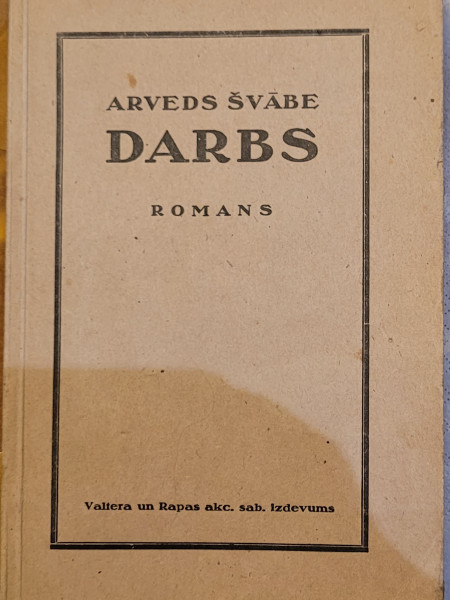 ARVEDS ŠVĀBE
DARBS
ROMANS
Valtera un Rapas akc. sab. izdevums